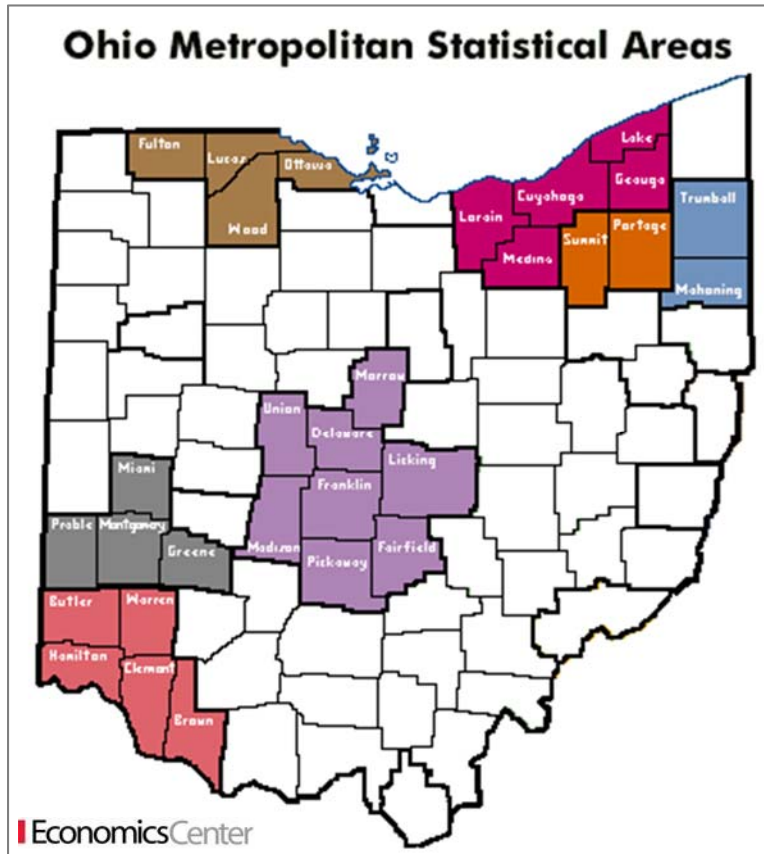 Ohio Metropolitan Statistical Areas
Lake
Fulton
Lucas
Ottawa
Geauga
Cuyahoga
Trumball
Lorain
Portage
Wood
Summit
Medina
Mahoning
Morrow
Union
Delaware
Licking
Miami
Franklin
Preble
Montgomery
Greene
Madison
Fairfield
Pickaway
Butler
Warren
Hamilton
Clermont
Brown
EconomicsCenter